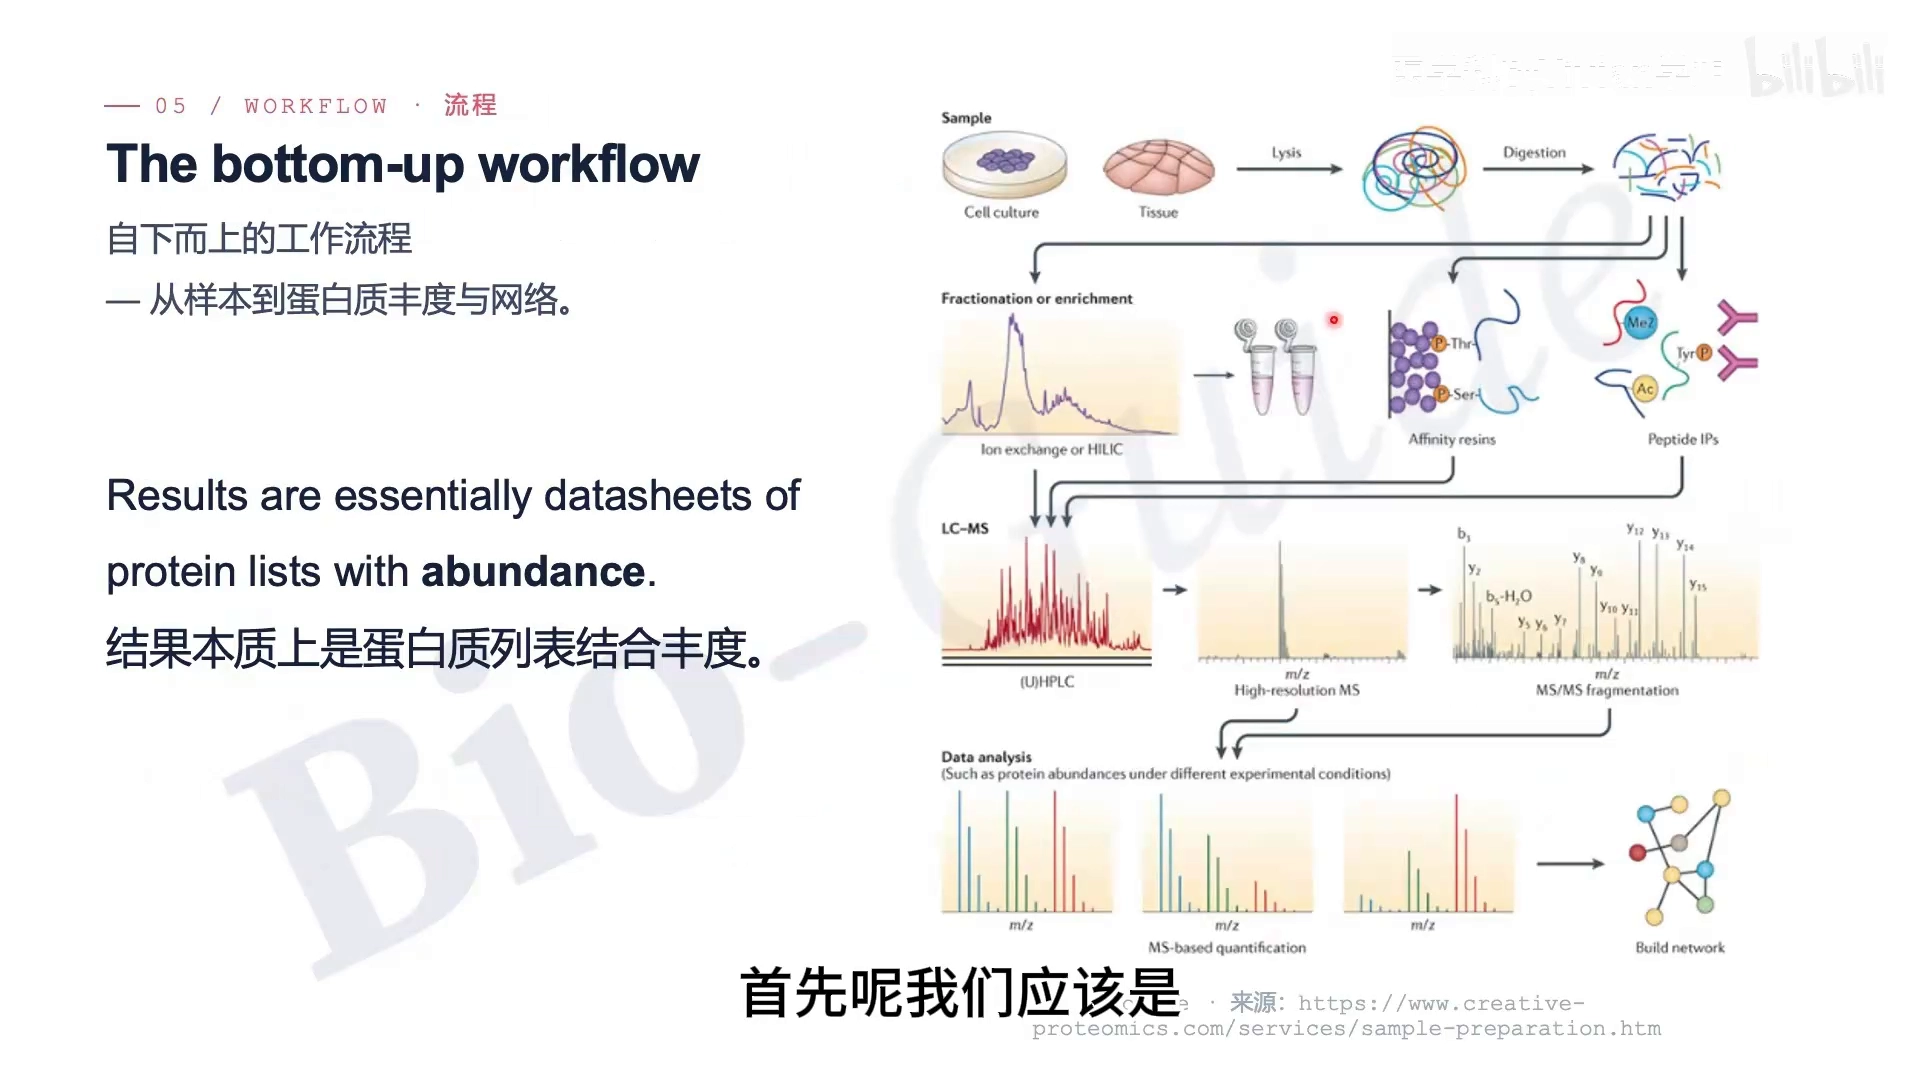 05 / WORKFLOW · 流程
The bottom-up workflow
自下而上的工作流程
— 从样本到蛋白质丰度与网络。
Results are essentially datasheets of
protein lists with abundance.
结果本质上是蛋白质列表结合丰度。
Sample
Cell culture
Tissue
Lysis
Digestion
Fractionation or enrichment
Ion exchange or HILIC
P-Thr-
P-Ser-
Affinity resins
Me2
Tyr P
Ac
Peptide IPs
LC–MS
(U)HPLC
m/z
High-resolution MS
b₃
y₂
b₅-H₂O
y₅ y₆ y₇
y₈
y₉
y₁₀ y₁₁
y₁₂ y₁₃
y₁₄
y₁₅
m/z
MS/MS fragmentation
Data analysis
(Such as protein abundances under different experimental conditions)
m/z
m/z
m/z
MS-based quantification
Build network
首先呢我们应该是
· 来源: https://www.creative-
proteomics.com/services/sample-preparation.htm
Bio-Guide
bilibili